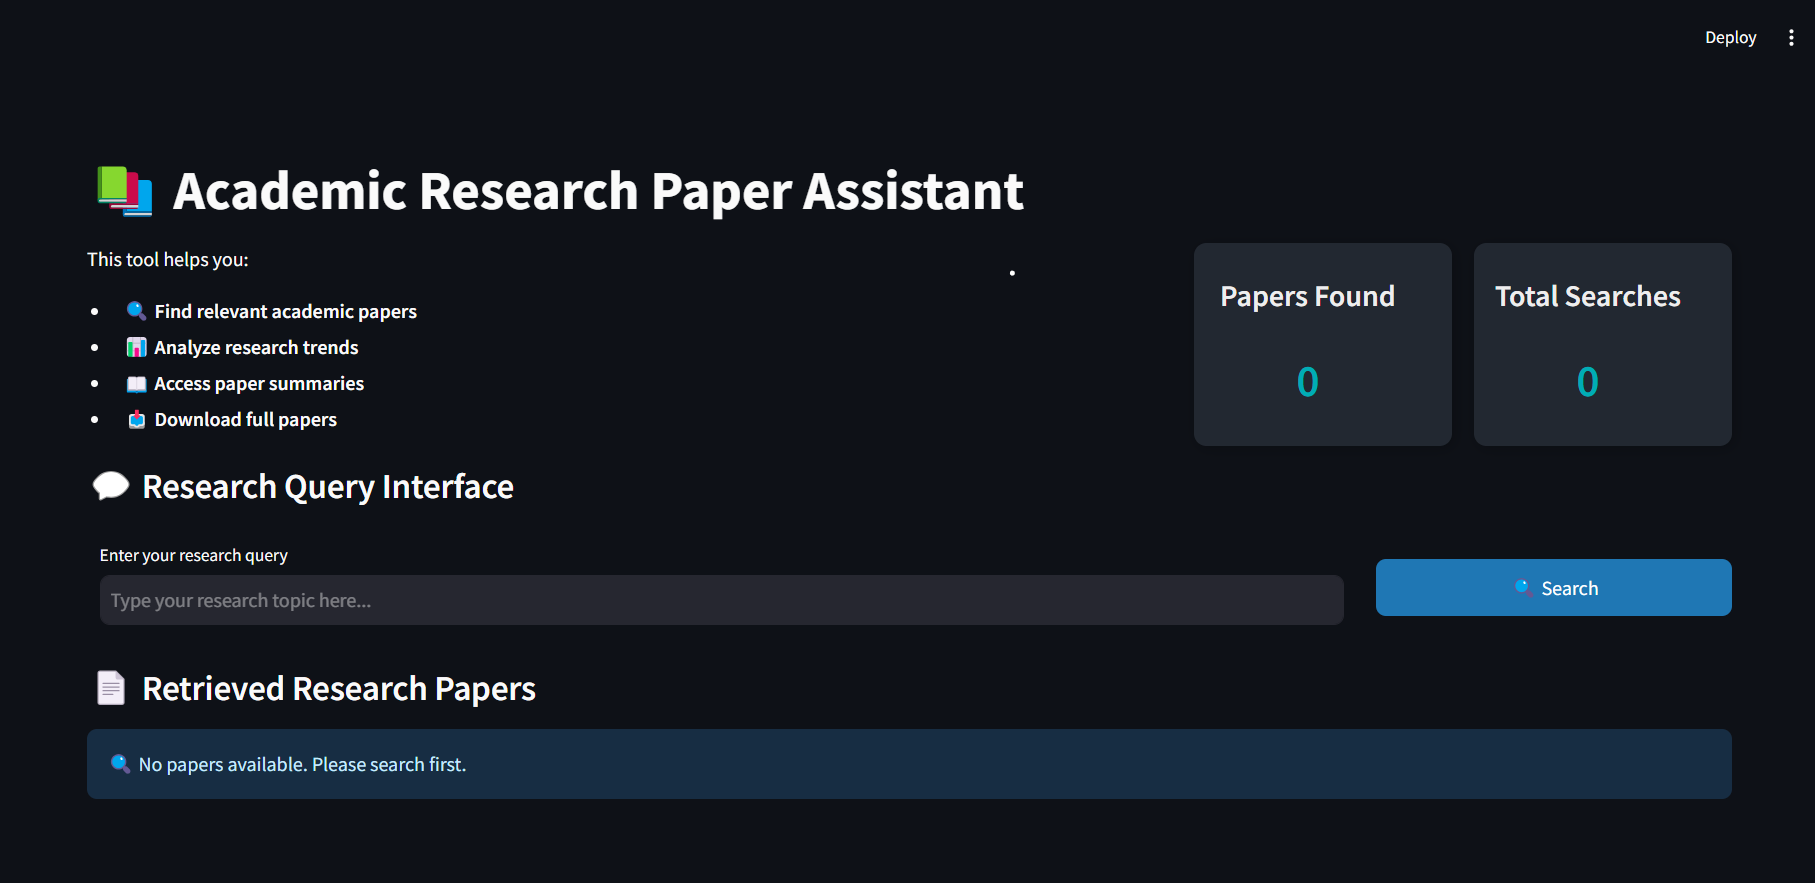 Deploy
📚 Academic Research Paper Assistant
This tool helps you:
• 🔍 Find relevant academic papers
• 📊 Analyze research trends
• 📖 Access paper summaries
• 📥 Download full papers
Papers Found
0
Total Searches
0
💬 Research Query Interface
Enter your research query
Type your research topic here...
🔍 Search
📄 Retrieved Research Papers
🔍 No papers available. Please search first.